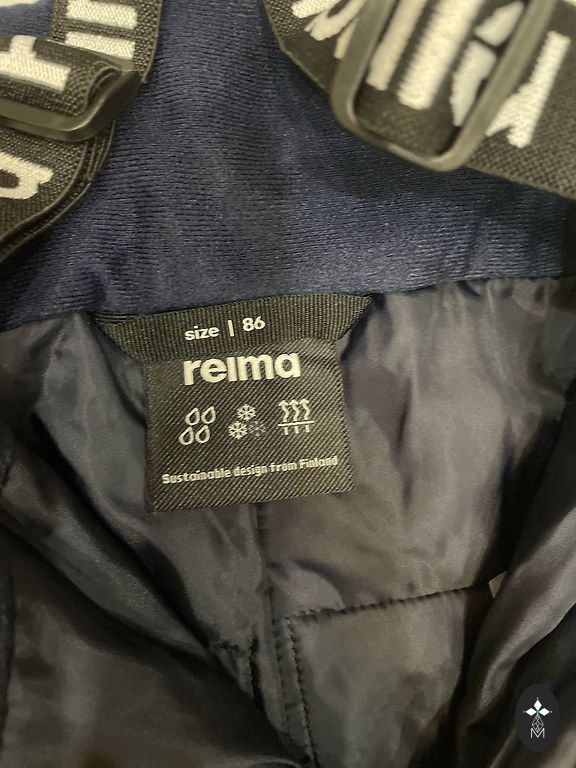 size | 86
reima
Sustainable design from Finland